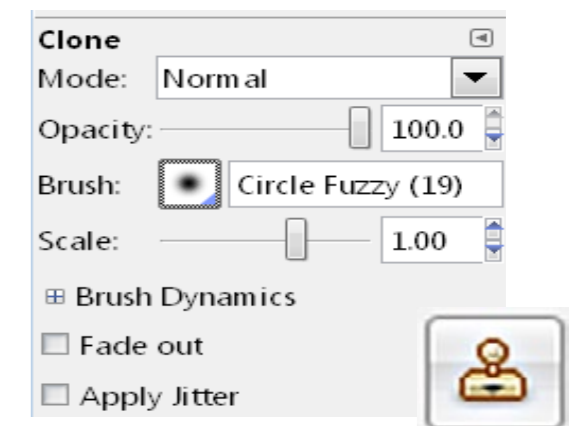 Clone
Mode: Normal
Opacity: 100.0
Brush: Circle Fuzzy (19)
Scale: 1.00
Brush Dynamics
Fade out
Apply Jitter